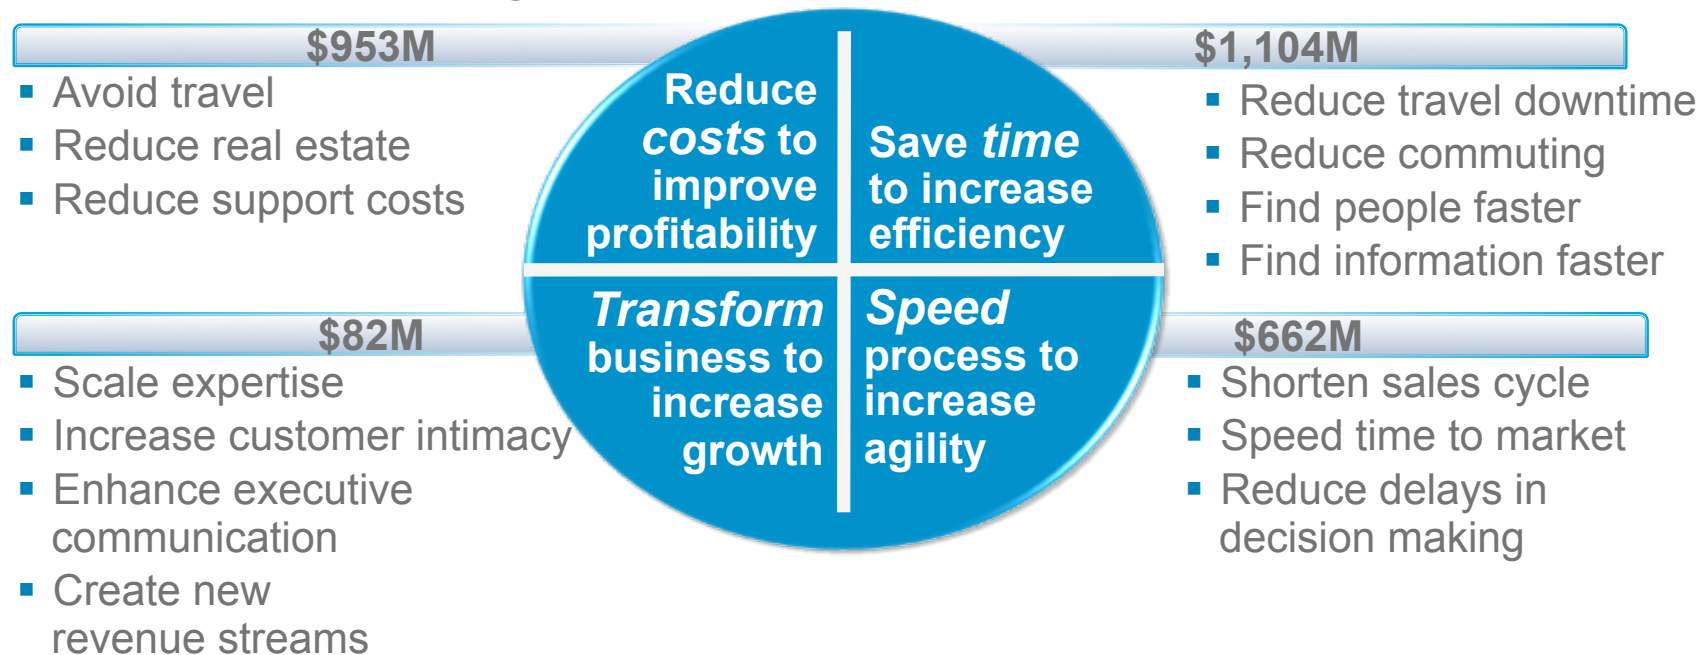 $953M
▪ Avoid travel
▪ Reduce real estate
▪ Reduce support costs
Reduce
costs to
improve
profitability
Save time
to increase
efficiency
$1,104M
▪ Reduce travel downtime
▪ Reduce commuting
▪ Find people faster
▪ Find information faster
$82M
▪ Scale expertise
▪ Increase customer intimacy
▪ Enhance executive
communication
▪ Create new
revenue streams
Transform
business to
increase
growth
Speed
process to
increase
agility
$662M
▪ Shorten sales cycle
▪ Speed time to market
▪ Reduce delays in
decision making